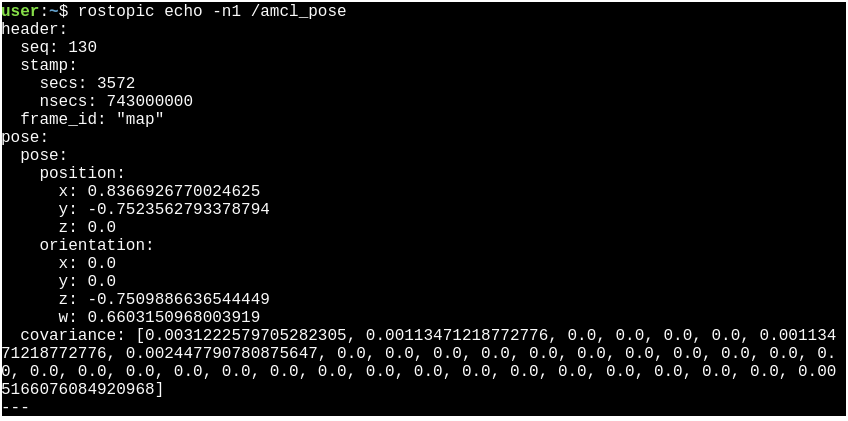 user:~$ rostopic echo -n1 /amcl_pose
header:
  seq: 130
  stamp:
    secs: 3572
    nsecs: 743000000
  frame_id: "map"
pose:
  pose:
    position:
      x: 0.8366926770024625
      y: -0.7523562793378794
      z: 0.0
    orientation:
      x: 0.0
      y: 0.0
      z: -0.7509886636544449
      w: 0.6603150968003919
  covariance: [0.0031222579705282305, 0.00113471218772776, 0.0, 0.0, 0.0, 0.0, 0.001134
71218772776, 0.002447790780875647, 0.0, 0.0, 0.0, 0.0, 0.0, 0.0, 0.0, 0.0, 0.0, 0.0, 0.
0, 0.0, 0.0, 0.0, 0.0, 0.0, 0.0, 0.0, 0.0, 0.0, 0.0, 0.0, 0.0, 0.0, 0.0, 0.0, 0.0, 0.00
5166076084920968]
---